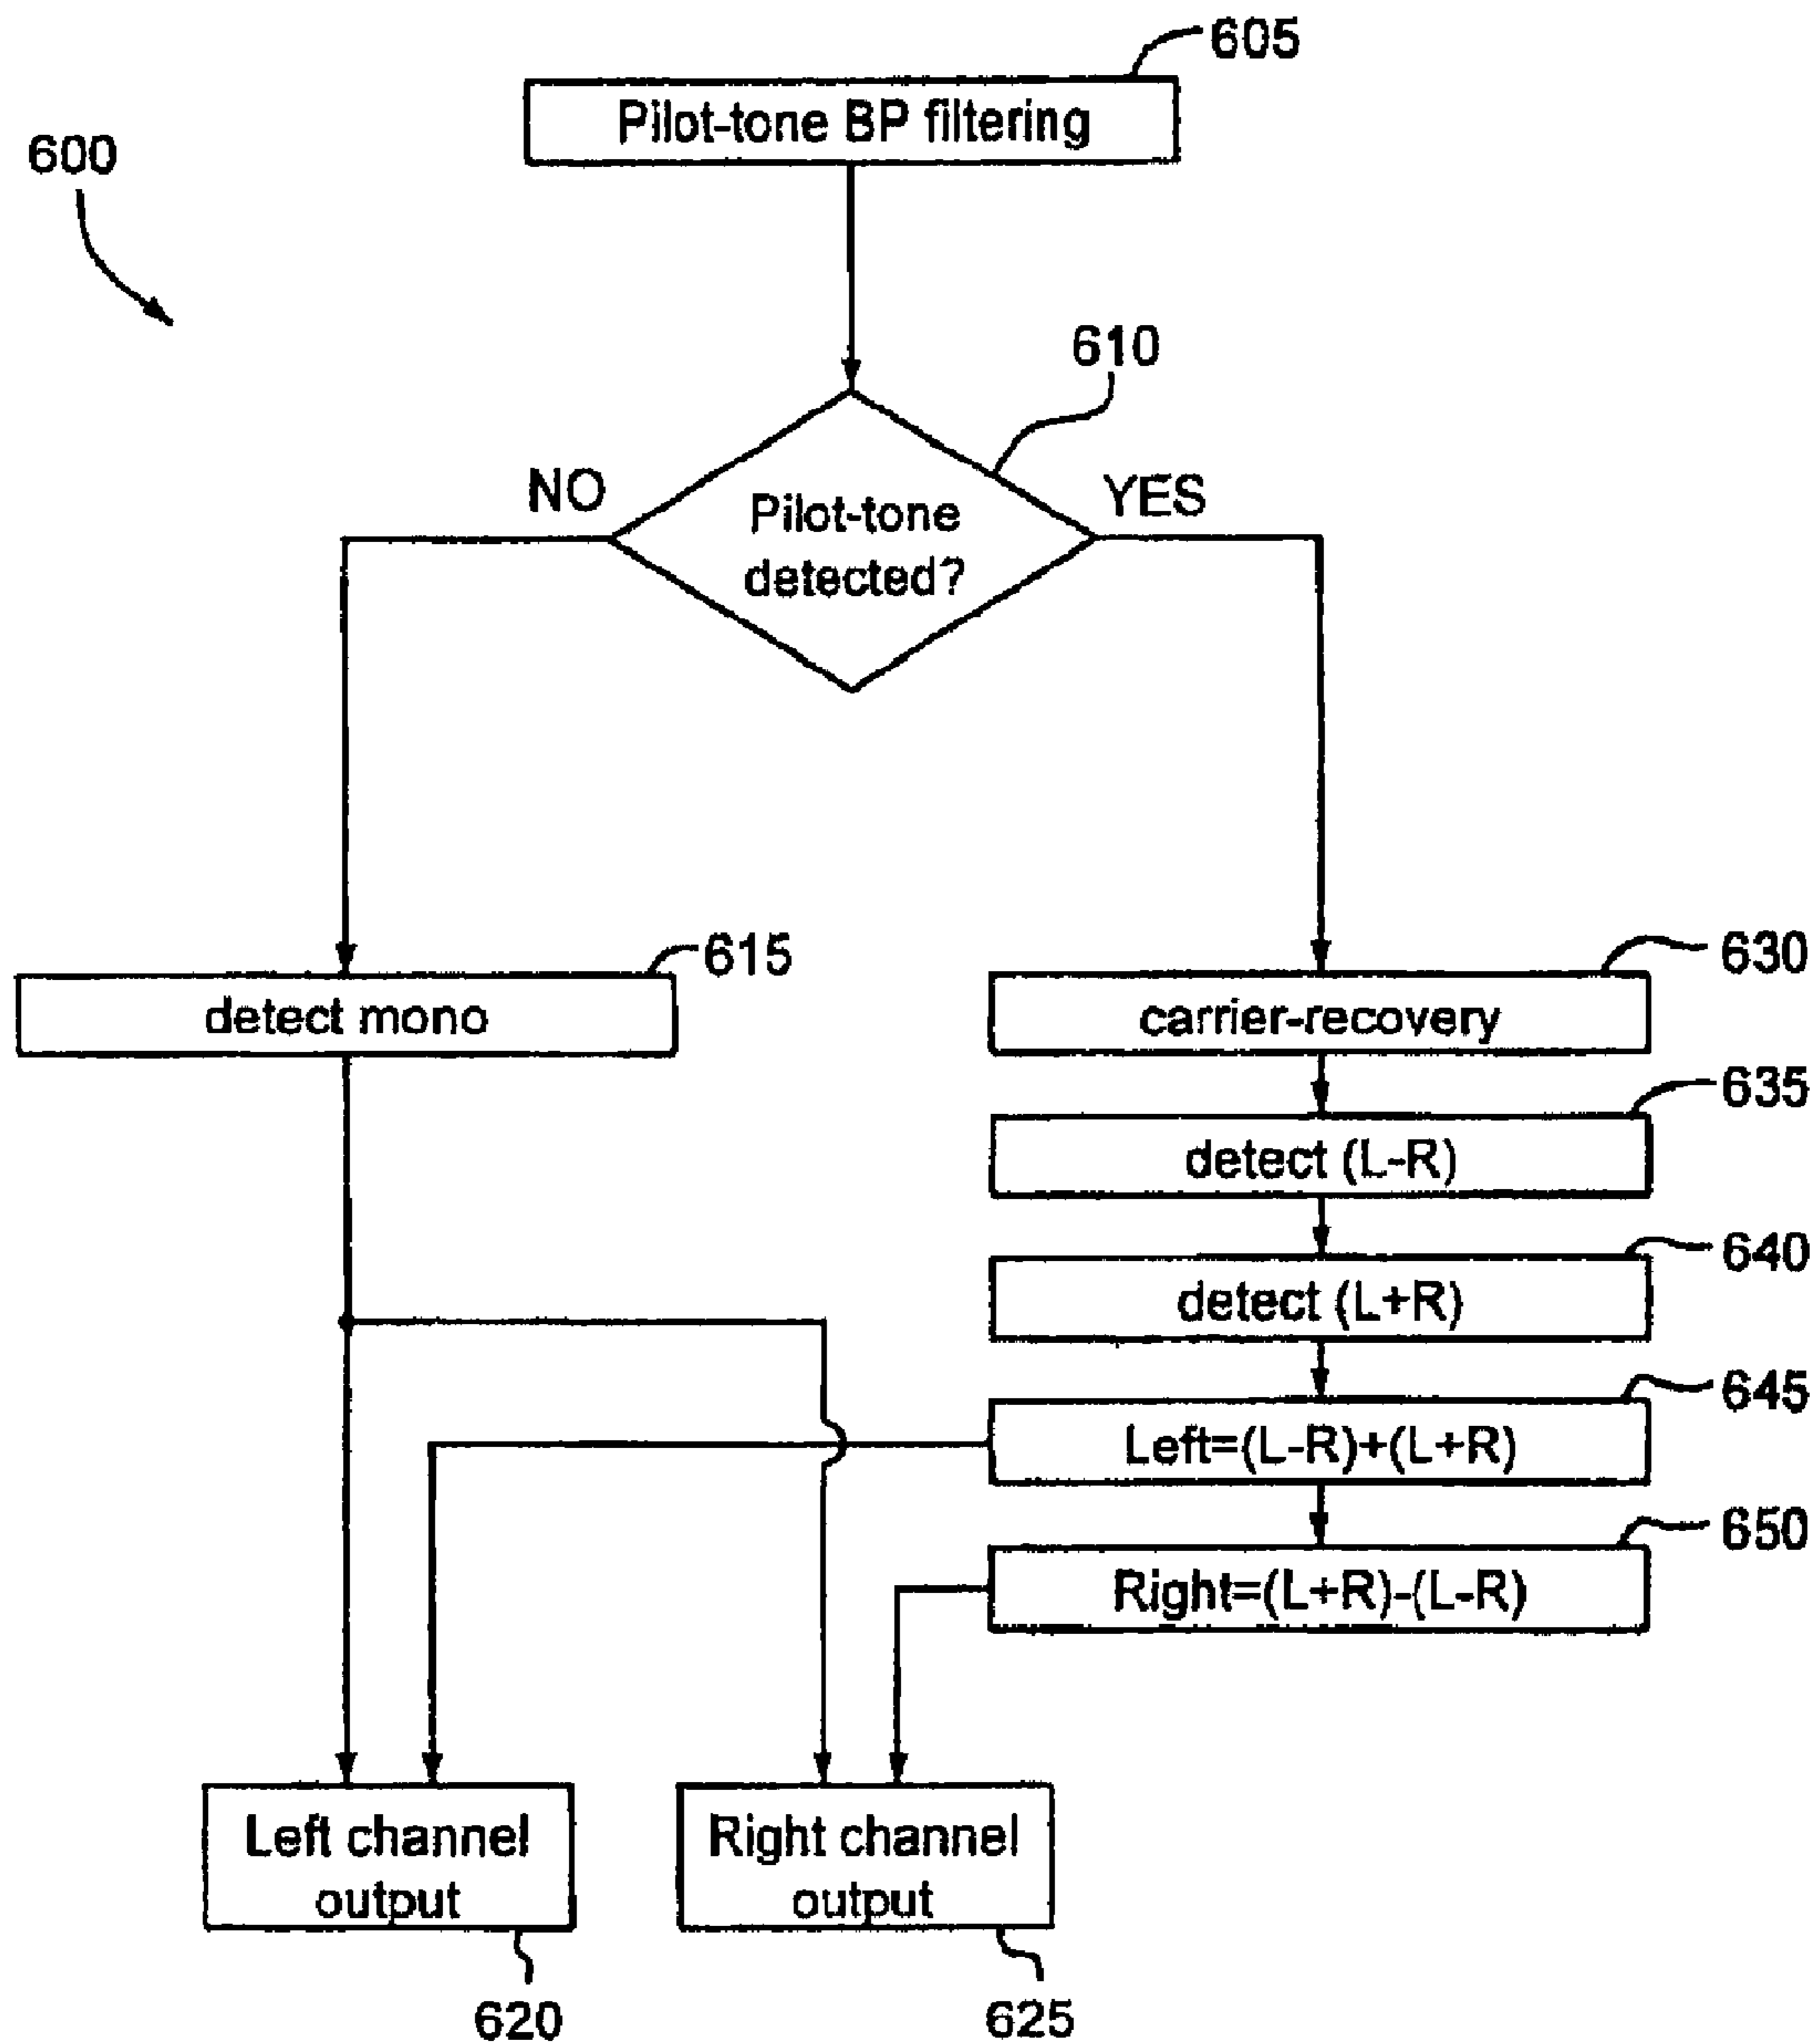 605
Pilot-tone BP filtering
600
610
NO
YES
Pilot-tone
detected?
615
630
detect mono
carrier-recovery
635
detect (L-R)
640
detect (L+R)
645
Left=(L-R)+(L+R)
650
Right=(L+R)-(L-R)
Left channel
output
Right channel
output
620
625